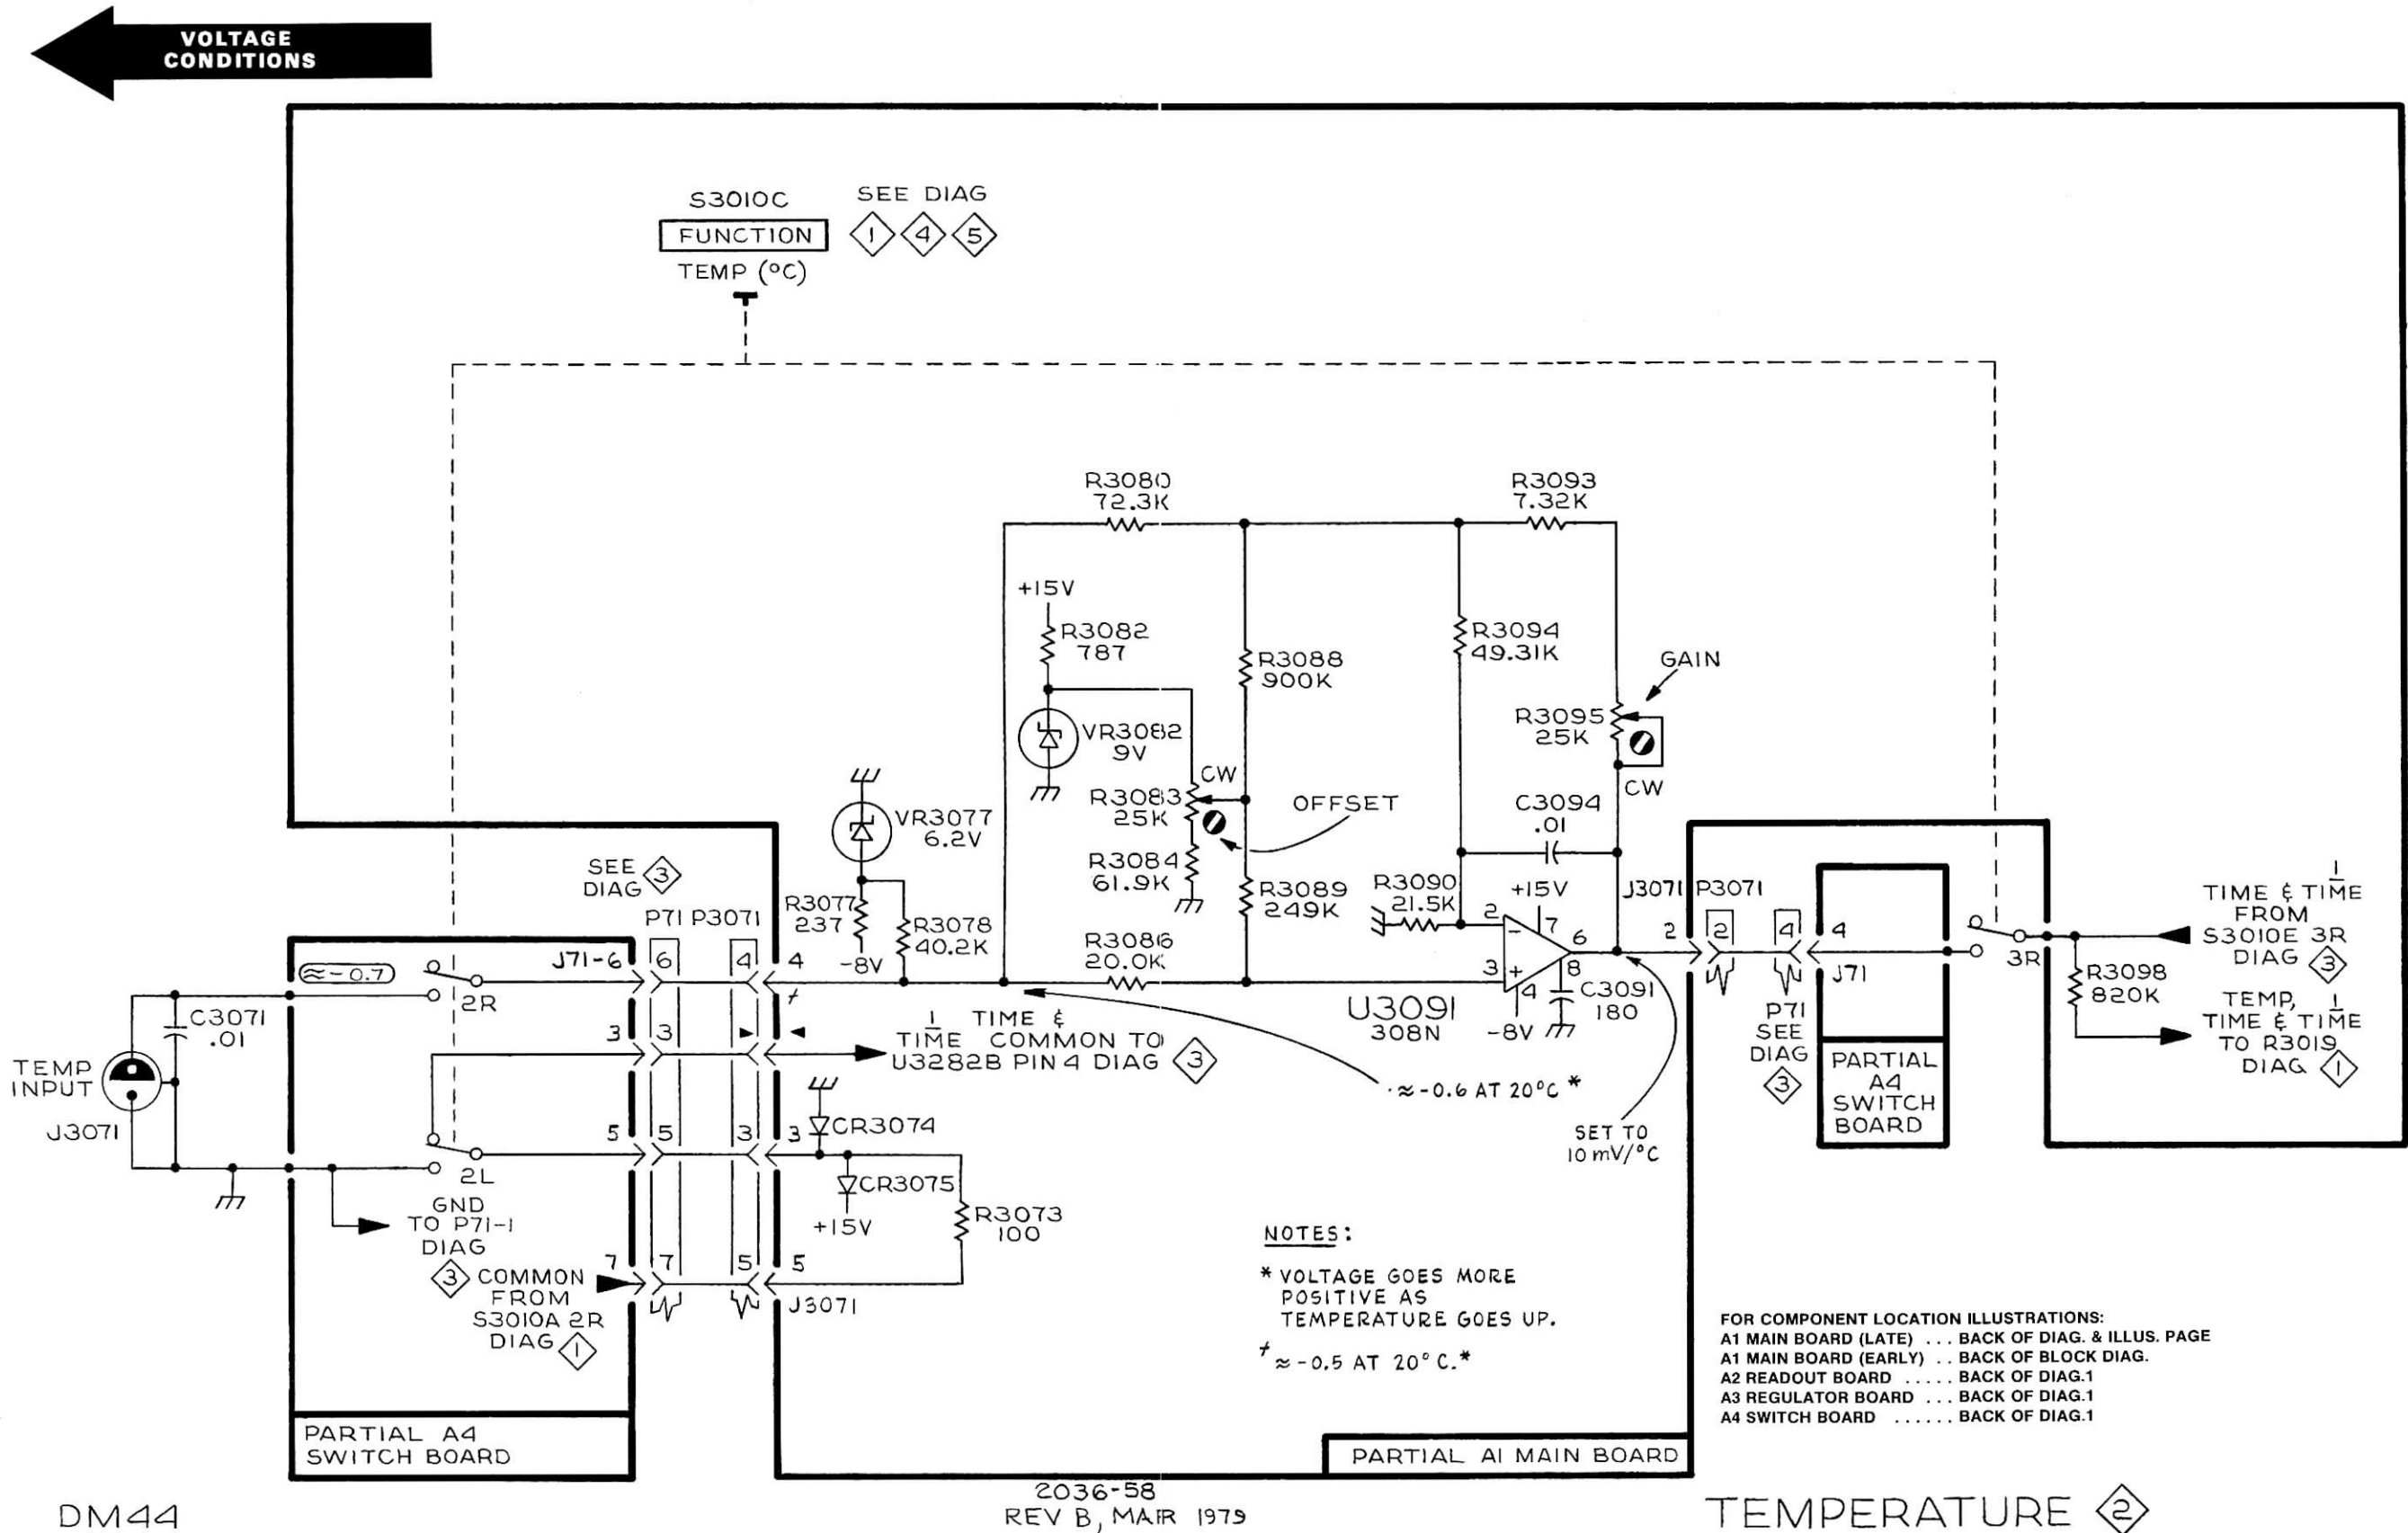 VOLTAGE
CONDITIONS
S3010C
FUNCTION
TEMP (°C)
SEE DIAG
1 4 5
R3080
72.3K
R3093
7.32K
+15V
R3082
787
VR3082
9V
R3088
900K
R3094
49.31K
GAIN
R3095
25K
CW
CW
R3083
25K
OFFSET
R3084
61.9K
C3094
.01
VR3077
6.2V
SEE
DIAG 3
R3077
237
-8V
R3078
40.2K
R3089
249K
R3090
21.5K
+15V
R3086
20.0K
2
-
7
6
3
+
4
8
U3091
308N
-8V
C3091
180
J3071 P3071
2
2
4
4
J71
P71
SEE
DIAG
3
PARTIAL
A4
SWITCH
BOARD
3R
R3098
820K
TIME & 1/TIME
FROM
S3010E 3R
DIAG 3
TEMP, 1
TIME & TIME
TO R3019
DIAG 1
P71 P3071
≈-0.7
J71-6
6
4
4
≠
2R
C3071
.01
TEMP
INPUT
J3071
3
3
1/TIME & TIME COMMON TO
U3282B PIN 4 DIAG 3
5
5
3
3
CR3074
CR3075
+15V
R3073
100
2L
GND
TO P71-1
DIAG
3
7
7
5
5
J3071
COMMON
FROM
S3010A 2R
DIAG 1
≈-0.6 AT 20°C *
SET TO
10 mV/°C
NOTES:
* VOLTAGE GOES MORE
POSITIVE AS
TEMPERATURE GOES UP.
≠ ≈-0.5 AT 20°C.*
FOR COMPONENT LOCATION ILLUSTRATIONS:
A1 MAIN BOARD (LATE) ... BACK OF DIAG. & ILLUS. PAGE
A1 MAIN BOARD (EARLY) .. BACK OF BLOCK DIAG.
A2 READOUT BOARD ..... BACK OF DIAG.1
A3 REGULATOR BOARD ... BACK OF DIAG.1
A4 SWITCH BOARD ...... BACK OF DIAG.1
PARTIAL A4
SWITCH BOARD
PARTIAL A1 MAIN BOARD
DM44
2036-58
REV B, MAR 1979
TEMPERATURE 2